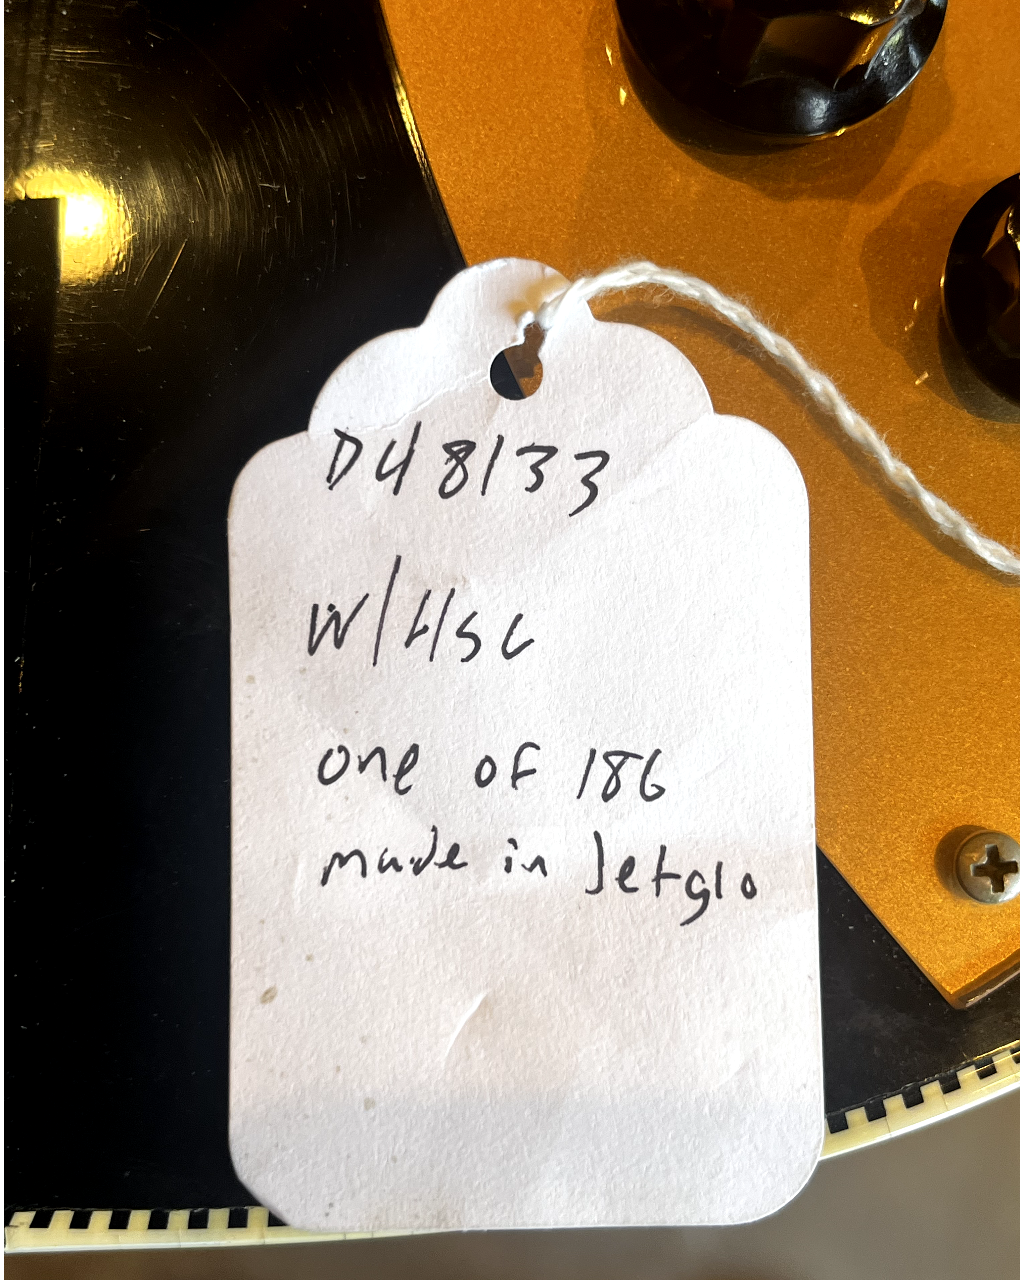 D48133
W/Hsc
one of 186
made in Jetglo